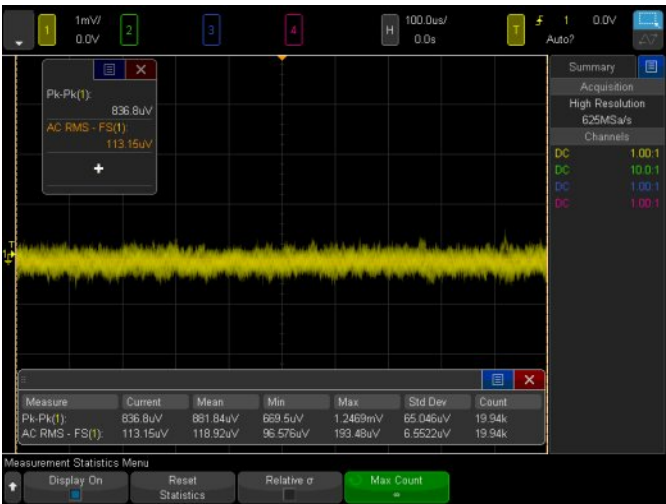 1 1mV/ 0.0V 2 3 4 H 100.0us/ 0.0s T 1 0.0V Auto?
Pk-Pk(1):
836.8uV
AC RMS - FS(1):
113.15uV
Summary
Acquisition
High Resolution
625MSa/s
Channels
DC 1.00:1
DC 10.0:1
DC 1.00:1
DC 1.00:1
T
1
Measure Current Mean Min Max Std Dev Count
Pk-Pk(1): 836.8uV 881.84uV 669.5uV 1.2469mV 65.046uV 19.94k
AC RMS - FS(1): 113.15uV 118.92uV 96.576uV 193.48uV 6.5522uV 19.94k
Measurement Statistics Menu
Display On
Reset Statistics
Relative σ
Max Count
∞